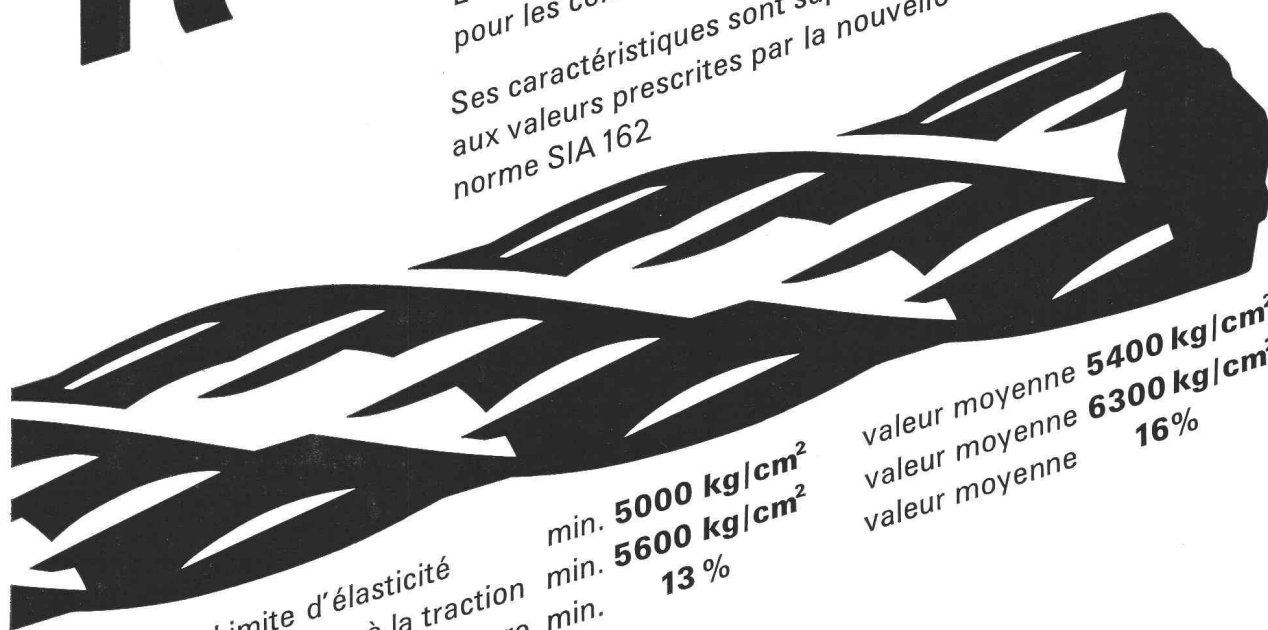 pour les
Ses caractéristiques sont
aux valeurs prescrites par la nouvelle
norme SIA 162
Limite d'élasticité min. 5000 kg/cm² valeur moyenne 5400 kg/cm²
à la traction min. 5600 kg/cm² valeur moyenne 6300 kg/cm²
min. 13 % valeur moyenne 16%